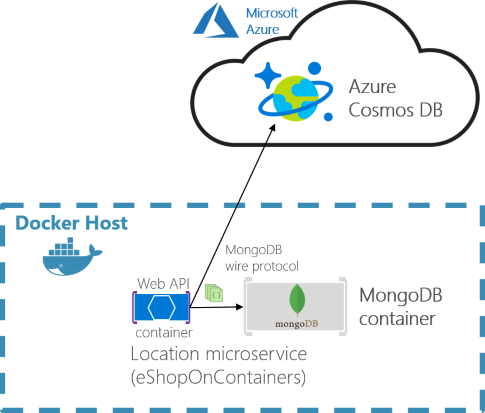 Microsoft
Azure
Azure
Cosmos DB
Docker Host
MongoDB
wire protocol
Web API
container
mongoDB
MongoDB
container
Location microservice
(eShopOnContainers)